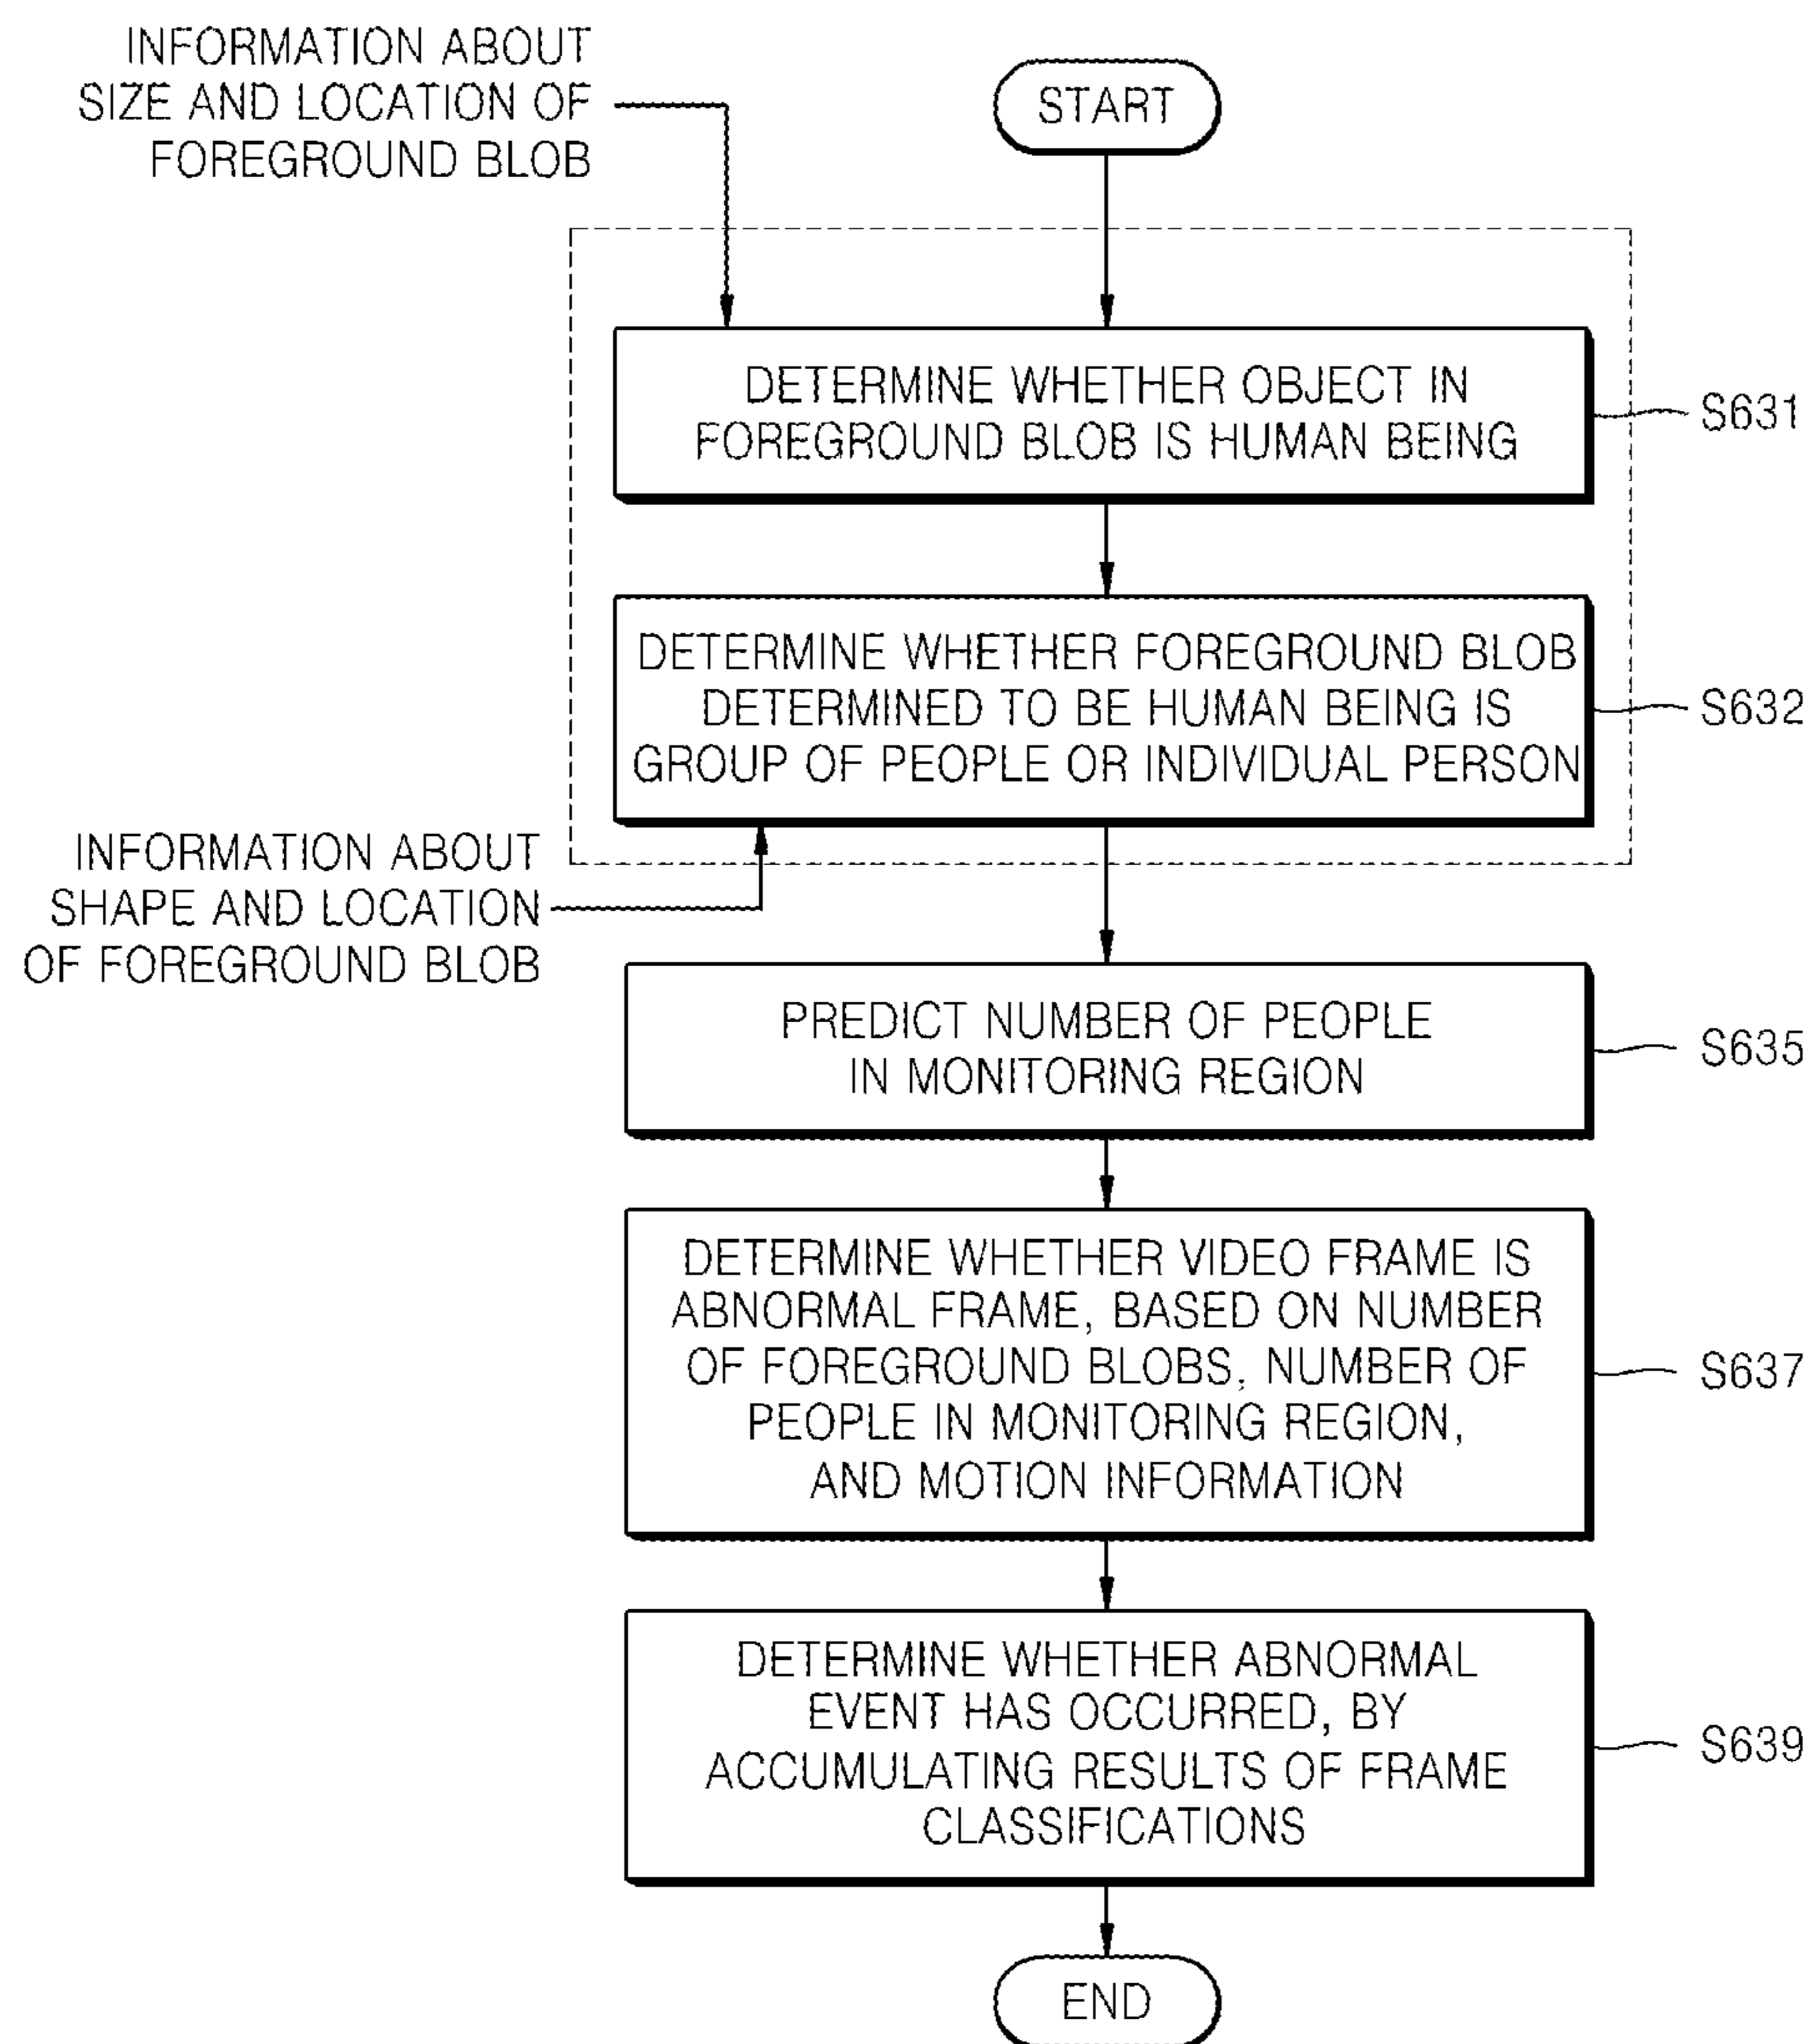 INFORMATION ABOUT
SIZE AND LOCATION OF
FOREGROUND BLOB
START
DETERMINE WHETHER OBJECT IN
FOREGROUND BLOB IS HUMAN BEING
S631
DETERMINE WHETHER FOREGROUND BLOB
DETERMINED TO BE HUMAN BEING IS
GROUP OF PEOPLE OR INDIVIDUAL PERSON
S632
INFORMATION ABOUT
SHAPE AND LOCATION
OF FOREGROUND BLOB
PREDICT NUMBER OF PEOPLE
IN MONITORING REGION
S635
DETERMINE WHETHER VIDEO FRAME IS
ABNORMAL FRAME, BASED ON NUMBER
OF FOREGROUND BLOBS, NUMBER OF
PEOPLE IN MONITORING REGION,
AND MOTION INFORMATION
S637
DETERMINE WHETHER ABNORMAL
EVENT HAS OCCURRED, BY
ACCUMULATING RESULTS OF FRAME
CLASSIFICATIONS
S639
END